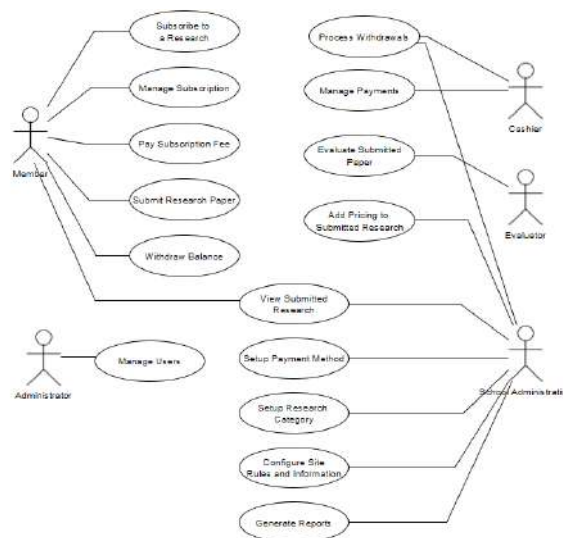 Subscribe to
a Research
Manage Subscription
Pay Subscription Fee
Submit Research Paper
Withdraw Balance
Member
Process Withdrawals
Manage Payments
Cashier
Evaluate Submitted
Paper
Add Pricing to
Submitted Research
Evaluator
View Submitted
Research
Manage Users
Administrator
Setup Payment Method
School Administrati
Setup Research
Category
Configure Site
Rules and Information
Generate Reports